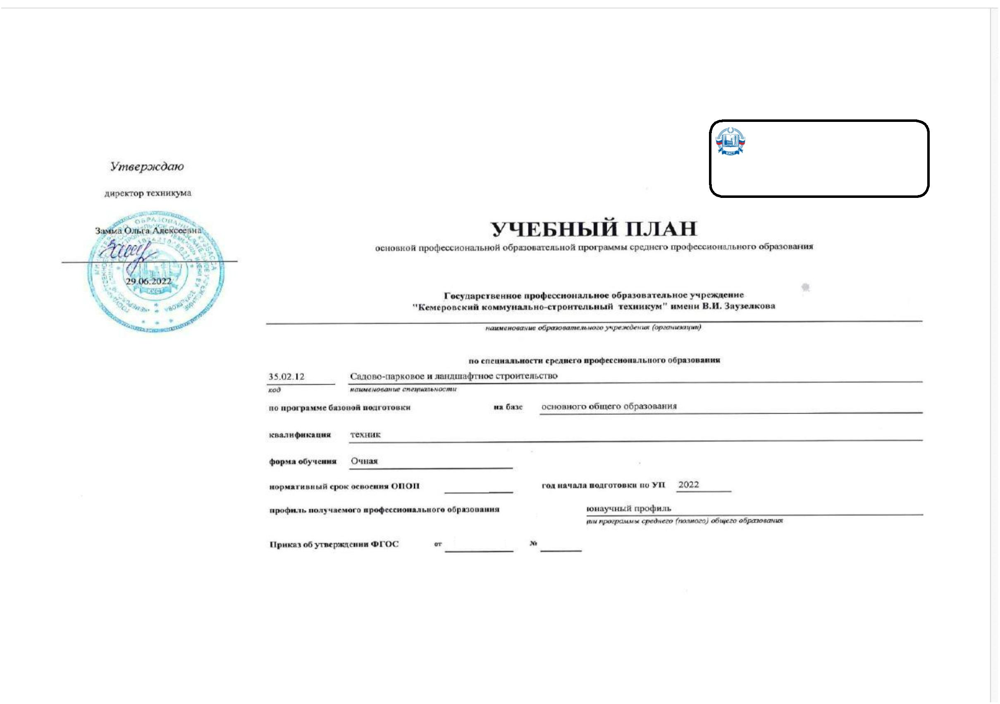 Утверждаю
директор техникума
Замма Ольга Алексеевна
29.06.2022
ККСТ
УЧЕБНЫЙ ПЛАН
основной профессиональной образовательной программы среднего профессионального образования
Государственное профессиональное образовательное учреждение
"Кемеровский коммунально-строительный техникум" имени В.И. Заузелкова
наименование образовательного учреждения (организации)
по специальности среднего профессионального образования
35.02.12 Садово-парковое и ландшафтное строительство
код наименование специальности
по программе базовой подготовки на базе основного общего образования
квалификация техник
форма обучения Очная
нормативный срок освоения ОПОП год начала подготовки по УП 2022
профиль получаемого профессионального образования юнаучный профиль
программы среднего (полного) общего образования
Приказ об утверждении ФГОС от №